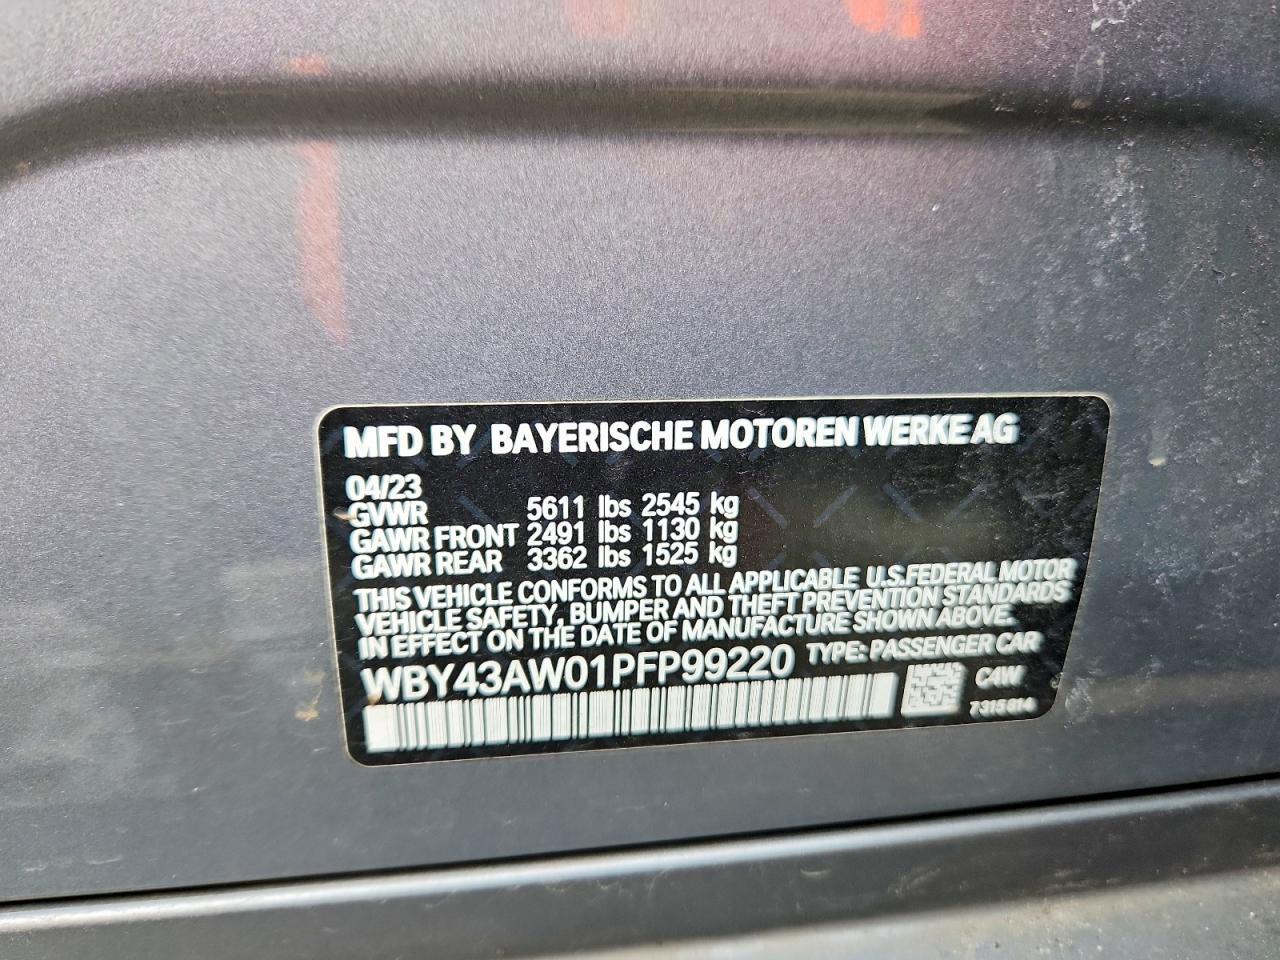 MFD BY BAYERISCHE MOTOREN WERKE AG
04/23
GVWR 5611 lbs 2545 kg
GAWR FRONT 2491 lbs 1130 kg
GAWR REAR 3362 lbs 1525 kg
THIS VEHICLE CONFORMS TO ALL APPLICABLE U.S.FEDERAL MOTOR
VEHICLE SAFETY, BUMPER AND THEFT PREVENTION STANDARDS
IN EFFECT ON THE DATE OF MANUFACTURE SHOWN ABOVE.
WBY43AW01PFP99220 TYPE: PASSENGER CAR
C4W
7315614